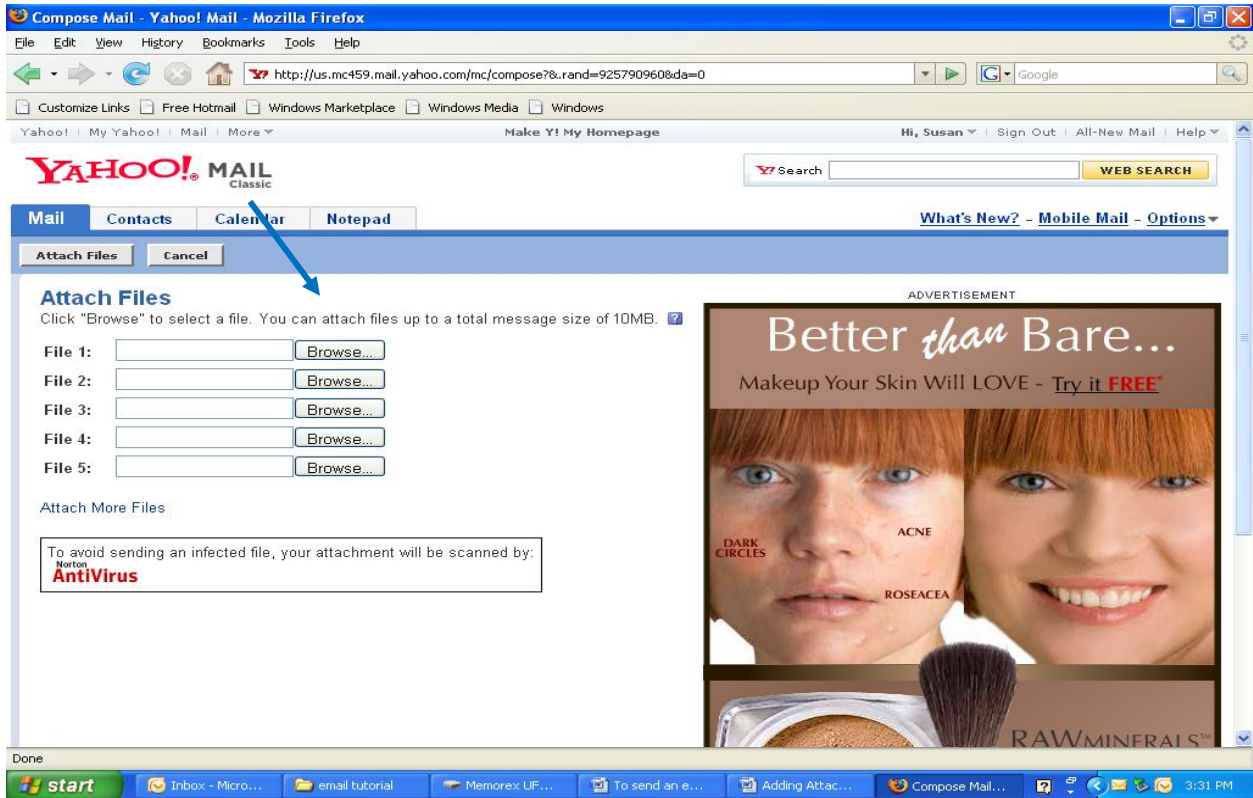 Compose Mail - Yahoo! Mail - Mozilla Firefox
File Edit View History Bookmarks Tools Help
http://us.mc459.mail.yahoo.com/mc/compose?&.rand=925790960&da=0
G Google
Customize Links Free Hotmail Windows Marketplace Windows Media Windows
Yahoo! My Yahoo! Mail More Make Y! My Homepage Hi, Susan Sign Out All-New Mail Help
YAHOO!® MAIL
Classic
Y7 Search WEB SEARCH
Mail Contacts Calendar Notepad What's New? - Mobile Mail - Options
Attach Files Cancel
Attach Files
Click "Browse" to select a file. You can attach files up to a total message size of 10MB. ?
File 1: Browse...
File 2: Browse...
File 3: Browse...
File 4: Browse...
File 5: Browse...
Attach More Files
To avoid sending an infected file, your attachment will be scanned by:
Norton
AntiVirus
ADVERTISEMENT
Better than Bare...
Makeup Your Skin Will LOVE - Try it FREE*
ACNE
DARK
CIRCLES
ROSEACEA
RAWMINERALS™
Done
start Inbox - Micro... email tutorial Memorex UF... To send an e... Adding Attac... Compose Mail... ? 3:31 PM